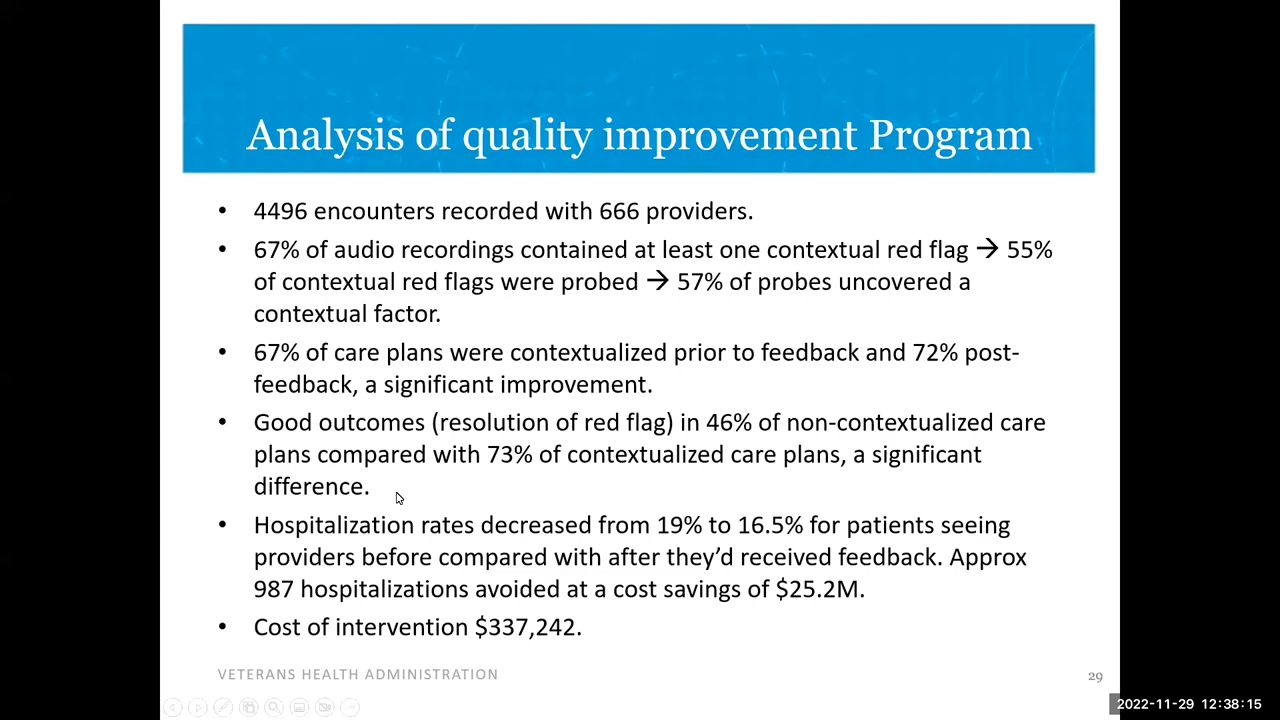 Analysis of quality improvement Program
• 4496 encounters recorded with 666 providers.
• 67% of audio recordings contained at least one contextual red flag → 55%
of contextual red flags were probed → 57% of probes uncovered a
contextual factor.
• 67% of care plans were contextualized prior to feedback and 72% post-
feedback, a significant improvement.
• Good outcomes (resolution of red flag) in 46% of non-contextualized care
plans compared with 73% of contextualized care plans, a significant
difference.
• Hospitalization rates decreased from 19% to 16.5% for patients seeing
providers before compared with after they’d received feedback. Approx
987 hospitalizations avoided at a cost savings of $25.2M.
• Cost of intervention $337,242.
VETERANS HEALTH ADMINISTRATION
29
2022-11-29 12:38:15